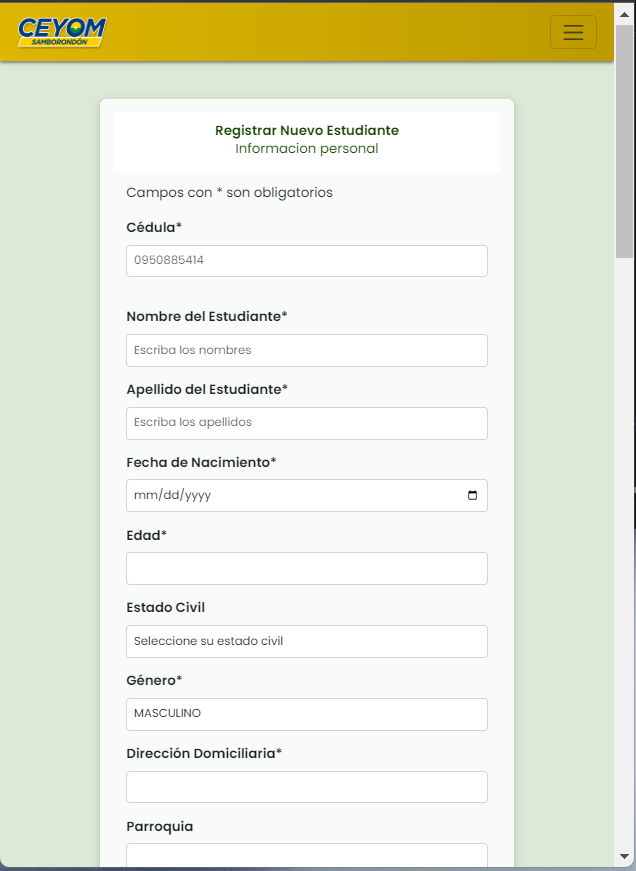 CEYOM
SAMBORONDÓN
Registrar Nuevo Estudiante
Informacion personal
Campos con * son obligatorios
Cédula*
0950885414
Nombre del Estudiante*
Escriba los nombres
Apellido del Estudiante*
Escriba los apellidos
Fecha de Nacimiento*
mm/dd/yyyy
Edad*
Estado Civil
Seleccione su estado civil
Género*
MASCULINO
Dirección Domiciliaria*
Parroquia